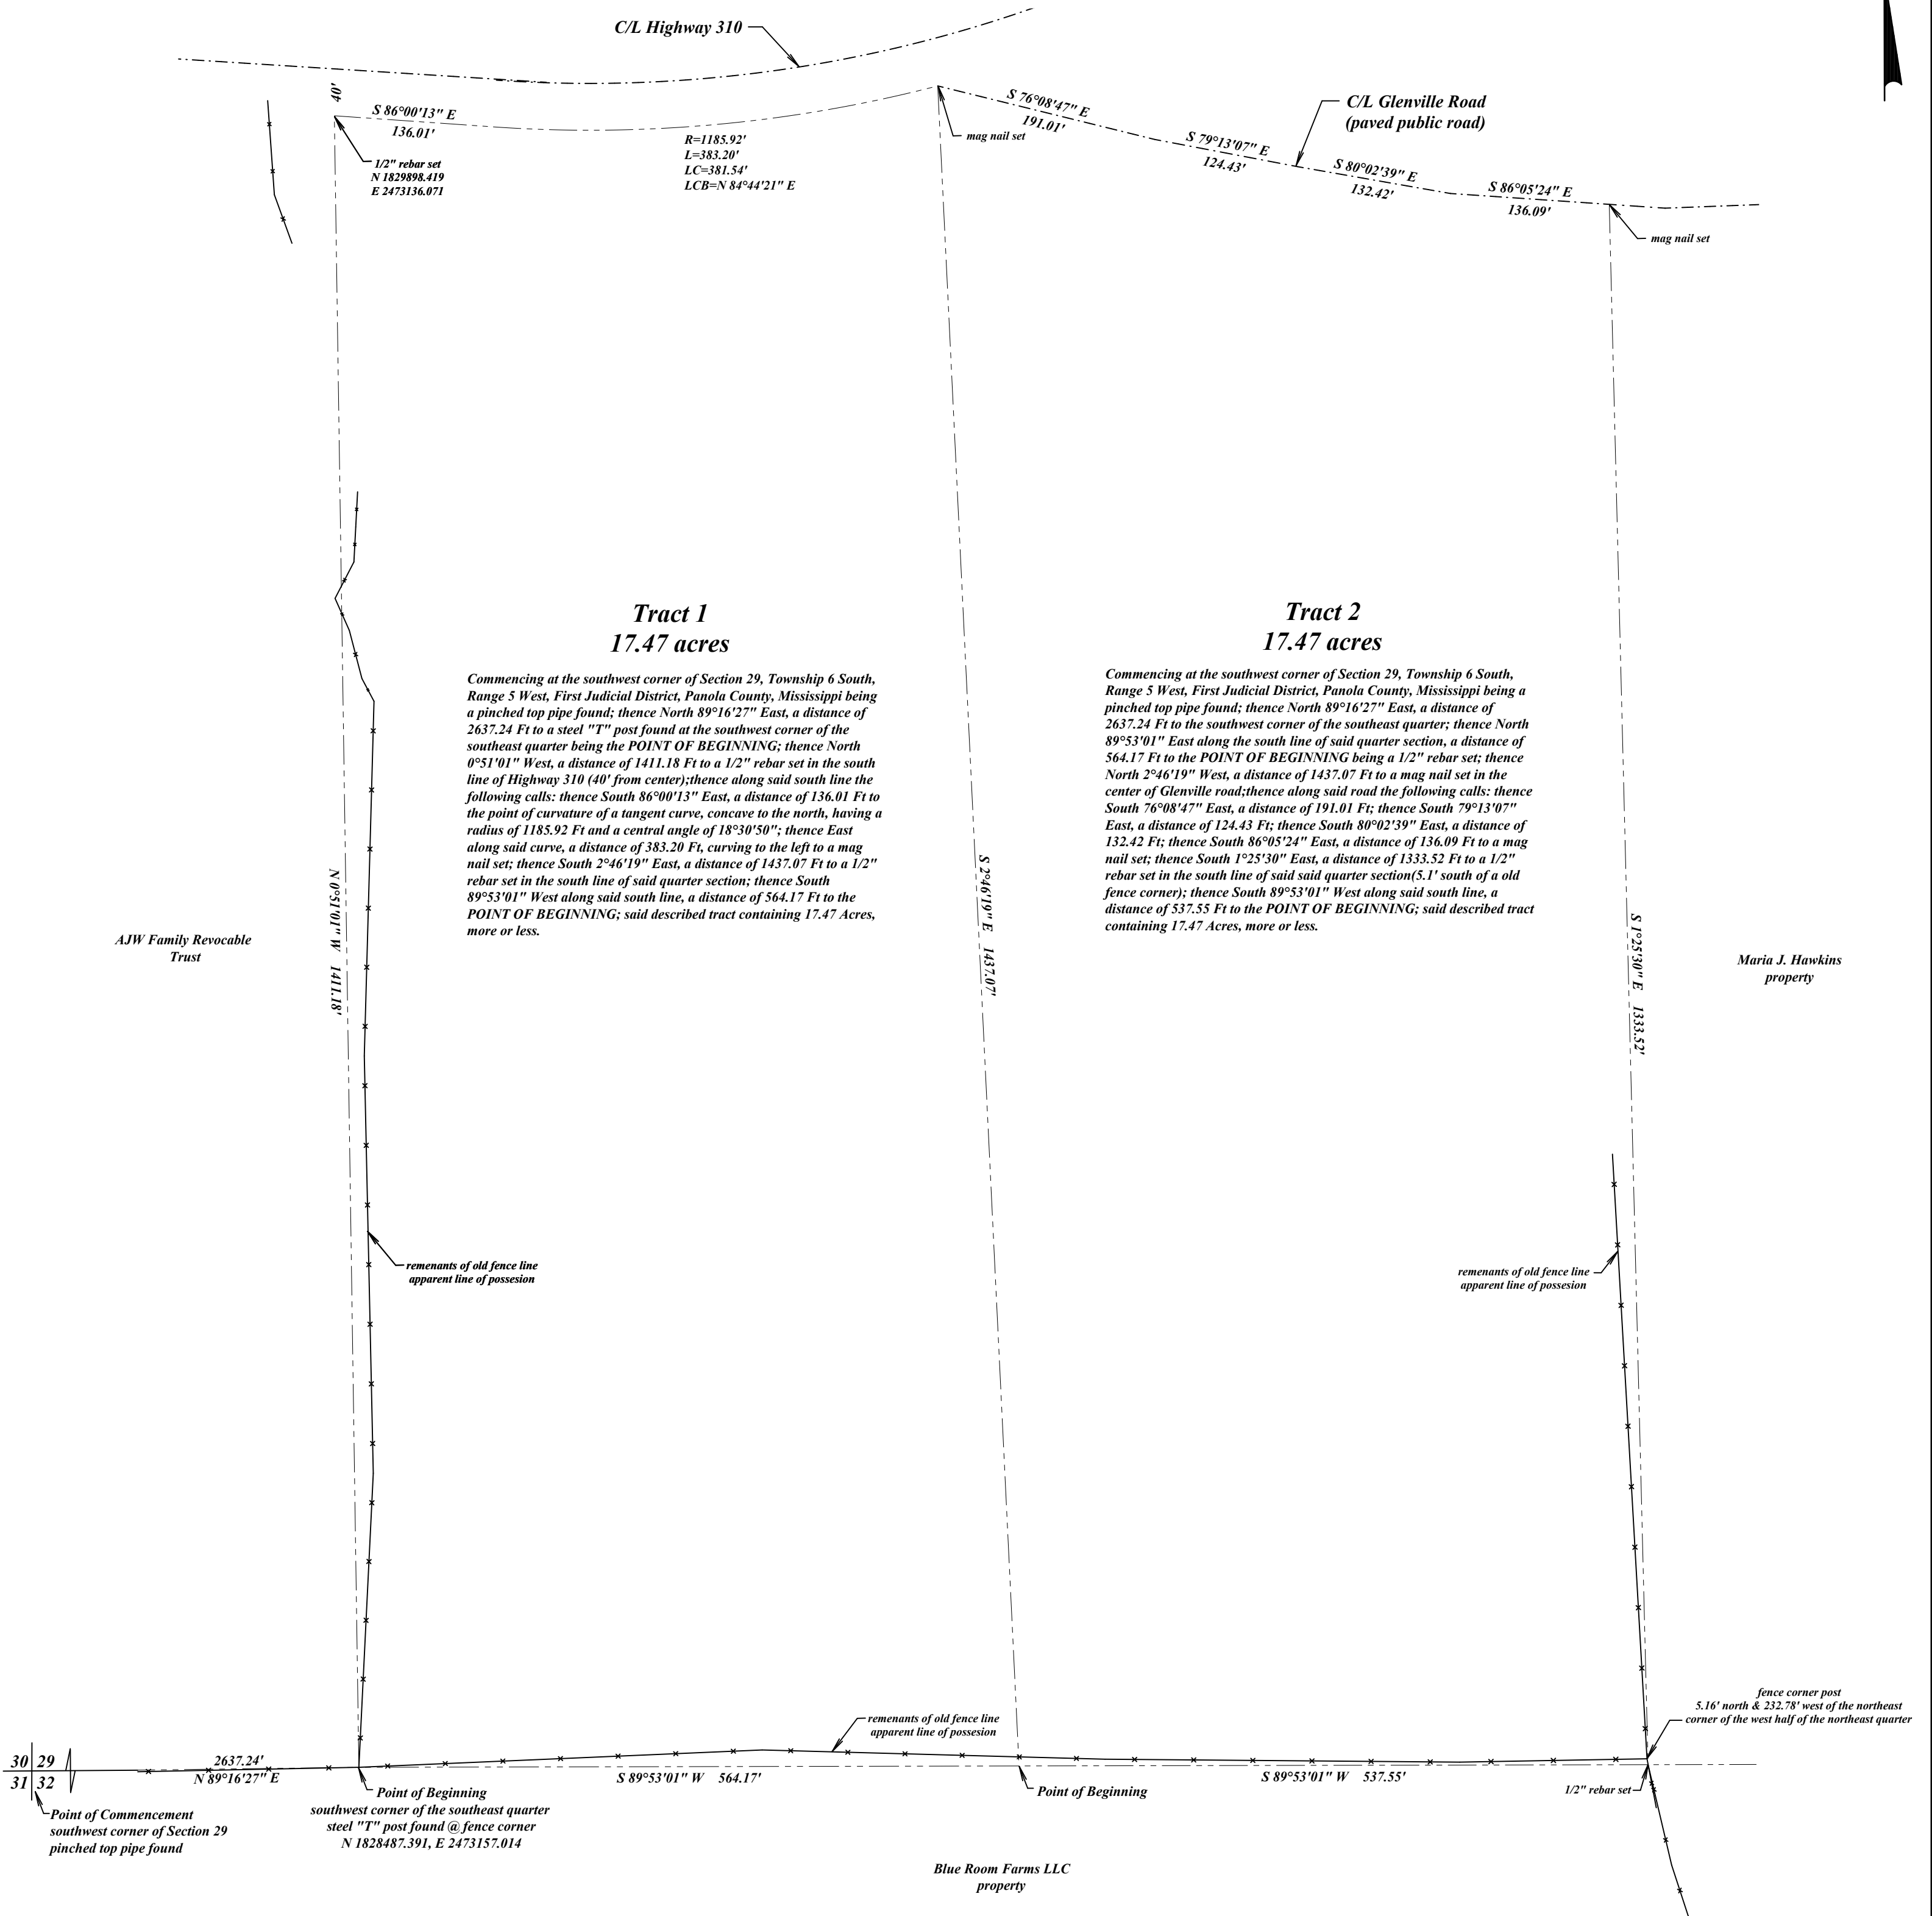 C/L Highway 310
40'
S 86°00'13" E
136.01'
1/2" rebar set
N 1829898.419
E 2473136.071
R=1185.92'
L=383.20'
LC=381.54'
LCB=N 84°44'21" E
mag nail set
S 76°08'47" E
191.01'
C/L Glenville Road
(paved public road)
S 79°13'07" E
124.43'
S 80°02'39" E
132.42'
S 86°05'24" E
136.09'
mag nail set
Tract 1
17.47 acres
Commencing at the southwest corner of Section 29, Township 6 South,
Range 5 West, First Judicial District, Panola County, Mississippi being
a pinched top pipe found; thence North 89°16'27" East, a distance of
2637.24 Ft to a steel "T" post found at the southwest corner of the
southeast quarter being the POINT OF BEGINNING; thence North
0°51'01" West, a distance of 1411.18 Ft to a 1/2" rebar set in the south
line of Highway 310 (40' from center);thence along said south line the
following calls: thence South 86°00'13" East, a distance of 136.01 Ft to
the point of curvature of a tangent curve, concave to the north, having a
radius of 1185.92 Ft and a central angle of 18°30'50"; thence East
along said curve, a distance of 383.20 Ft, curving to the left to a mag
nail set; thence South 2°46'19" East, a distance of 1437.07 Ft to a 1/2"
rebar set in the south line of said quarter section; thence South
89°53'01" West along said south line, a distance of 564.17 Ft to the
POINT OF BEGINNING; said described tract containing 17.47 Acres,
more or less.
Tract 2
17.47 acres
Commencing at the southwest corner of Section 29, Township 6 South,
Range 5 West, First Judicial District, Panola County, Mississippi being a
pinched top pipe found; thence North 89°16'27" East, a distance of
2637.24 Ft to the southwest corner of the southeast quarter; thence North
89°53'01" East along the south line of said quarter section, a distance of
564.17 Ft to the POINT OF BEGINNING being a 1/2" rebar set; thence
North 2°46'19" West, a distance of 1437.07 Ft to a mag nail set in the
center of Glenville road;thence along said road the following calls: thence
South 76°08'47" East, a distance of 191.01 Ft; thence South 79°13'07"
East, a distance of 124.43 Ft; thence South 80°02'39" East, a distance of
132.42 Ft; thence South 86°05'24" East, a distance of 136.09 Ft to a mag
nail set; thence South 1°25'30" East, a distance of 1333.52 Ft to a 1/2"
rebar set in the south line of said said quarter section(5.1' south of a old
fence corner); thence South 89°53'01" West along said south line, a
distance of 537.55 Ft to the POINT OF BEGINNING; said described tract
containing 17.47 Acres, more or less.
AJW Family Revocable
Trust
N 0°51'01" W 1411.18'
S 2°46'19" E 1437.07'
S 1°25'30" E 1333.52'
Maria J. Hawkins
property
remenants of old fence line
apparent line of possesion
remenants of old fence line
apparent line of possesion
remenants of old fence line
apparent line of possesion
fence corner post
5.16' north & 232.78' west of the northeast
corner of the west half of the northeast quarter
30 29
31 32
2637.24'
N 89°16'27" E
S 89°53'01" W 564.17'
S 89°53'01" W 537.55'
1/2" rebar set
Point of Commencement
southwest corner of Section 29
pinched top pipe found
Point of Beginning
southwest corner of the southeast quarter
steel "T" post found @ fence corner
N 1828487.391, E 2473157.014
Point of Beginning
Blue Room Farms LLC
property